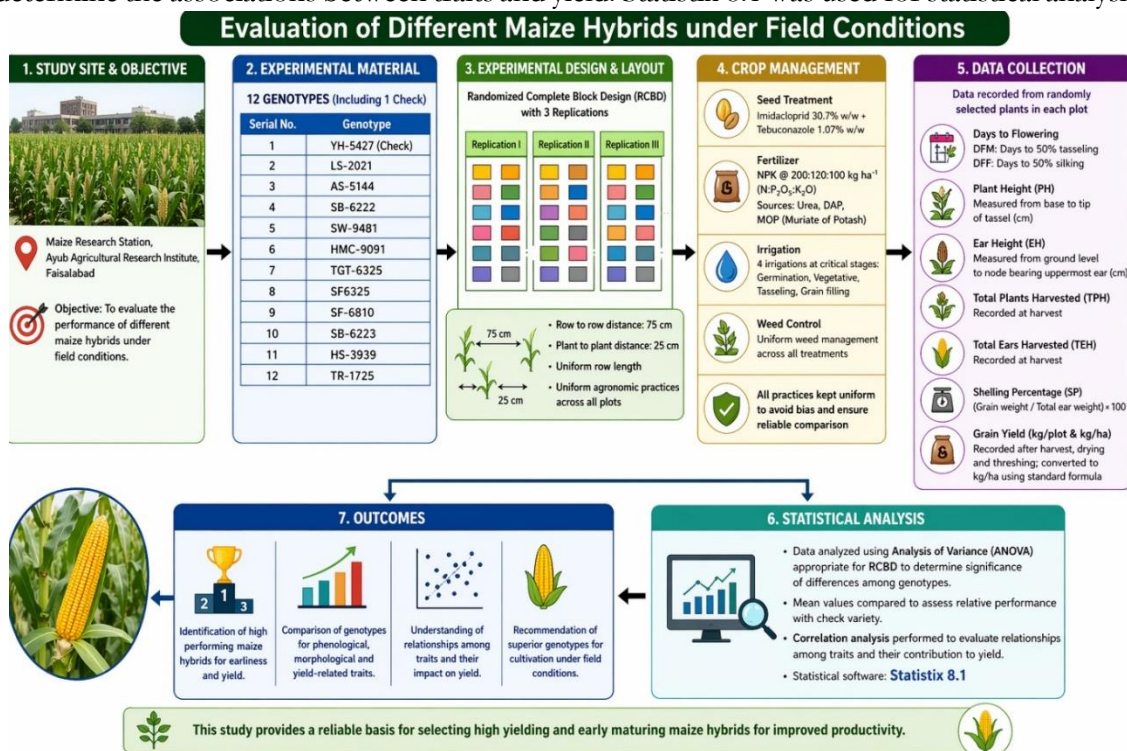 determine the associations between traits and yield. Statistix 8.1 was used for statistical analysis
Evaluation of Different Maize Hybrids under Field Conditions
1. STUDY SITE & OBJECTIVE
Maize Research Station,
Ayub Agricultural Research Institute,
Faisalabad
Objective: To evaluate the
performance of different
maize hybrids under
field conditions.
2. EXPERIMENTAL MATERIAL
12 GENOTYPES (Including 1 Check)
Serial No. Genotype
1 YH-5427 (Check)
2 LS-2021
3 AS-5144
4 SB-6222
5 SW-9481
6 HMC-9091
7 TGT-6325
8 SF6325
9 SF-6810
10 SB-6223
11 HS-3939
12 TR-1725
3. EXPERIMENTAL DESIGN & LAYOUT
Randomized Complete Block Design (RCBD)
with 3 Replications
Replication I Replication II Replication III
75 cm
25 cm
• Row to row distance: 75 cm
• Plant to plant distance: 25 cm
• Uniform row length
• Uniform agronomic practices
across all plots
4. CROP MANAGEMENT
Seed Treatment
Imidacloprid 30.7% w/w +
Tebuconazole 1.07% w/w
Fertilizer
NPK @ 200:120:100 kg ha⁻¹
(N:P₂O₅:K₂O)
Sources: Urea, DAP,
MOP (Muriate of Potash)
Irrigation
4 irrigations at critical stages:
Germination, Vegetative,
Tasseling, Grain filling
Weed Control
Uniform weed management
across all treatments
All practices kept uniform
to avoid bias and ensure
reliable comparison
5. DATA COLLECTION
Data recorded from randomly
selected plants in each plot
Days to Flowering
DFM: Days to 50% tasseling
DFF: Days to 50% silking
Plant Height (PH)
Measured from base to tip
of tassel (cm)
Ear Height (EH)
Measured from ground level
to node bearing uppermost ear (cm)
Total Plants Harvested (TPH)
Recorded at harvest
Total Ears Harvested (TEH)
Recorded at harvest
Shelling Percentage (SP)
(Grain weight / Total ear weight) × 100
Grain Yield (kg/plot & kg/ha)
Recorded after harvest, drying
and threshing; converted to
kg/ha using standard formula
7. OUTCOMES
2 1 3
Identification of high
performing maize
hybrids for earliness
and yield.
Comparison of genotypes
for phenological,
morphological and
yield-related traits.
Understanding of
relationships among
traits and their
impact on yield.
Recommendation of
superior genotypes for
cultivation under field
conditions.
6. STATISTICAL ANALYSIS
• Data analyzed using Analysis of Variance (ANOVA)
appropriate for RCBD to determine significance
of differences among genotypes.
• Mean values compared to assess relative performance
with check variety.
• Correlation analysis performed to evaluate relationships
among traits and their contribution to yield.
• Statistical software: Statistix 8.1
This study provides a reliable basis for selecting high yielding and early maturing maize hybrids for improved productivity.